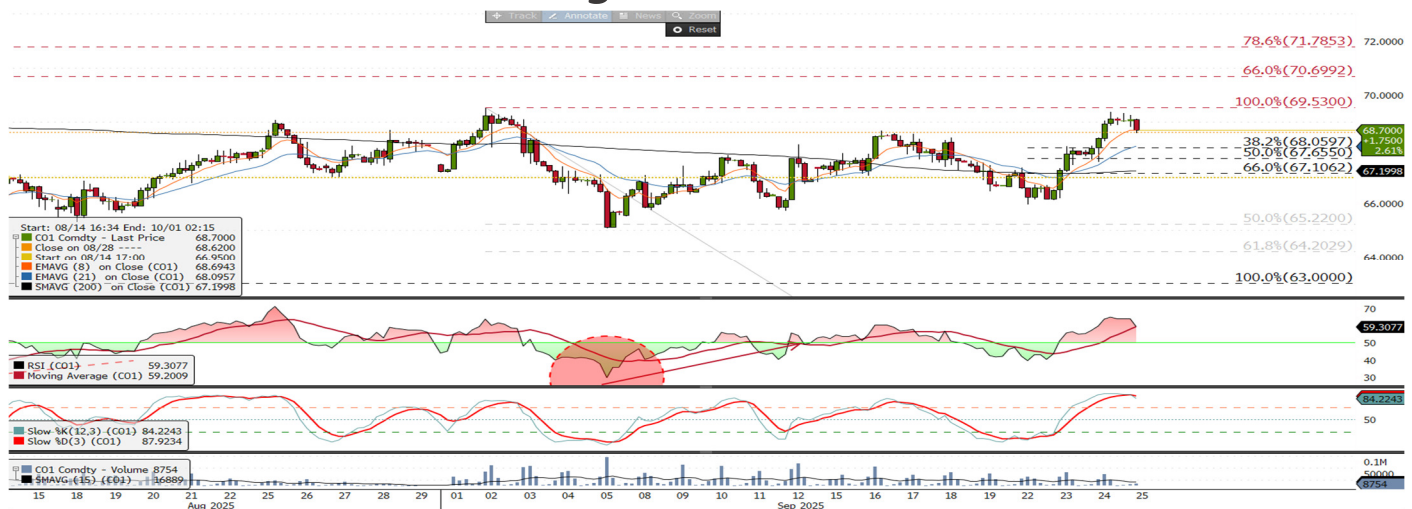 Track Annotate News Zoom
Reset
78.6%(71.7853)
72.0000
66.0%(70.6992)
100.0%(69.5300)
70.0000
68.7000
+1.7500
2.61%
38.2%(68.0597)
50.0%(67.6550)
66.0%(67.1062)
67.1998
66.0000
50.0%(65.2200)
61.8%(64.2029)
64.0000
100.0%(63.0000)
Start: 08/14 16:34 End: 10/01 02:15
CO1 Comdty - Last Price 68.7000
Close on 08/28 ---- 68.6200
Start on 08/14 17:00 66.9500
EMAVG (8) on Close (CO1) 68.6943
EMAVG (21) on Close (CO1) 68.0957
SMAVG (200) on Close (CO1) 67.1998
70
59.3077
50
40
30
RSI (CO1) 59.3077
Moving Average (CO1) 59.2009
84.2243
50
Slow %K(12,3) (CO1) 84.2243
Slow %D(3) (CO1) 87.9234
CO1 Comdty - Volume 8754
SMAVG (15) (CO1) 16889
0.1M
50000
8754
15 18 19 20 21 22 25 26 27 28 29 01 02 03 04 05 08 09 10 11 12 15 16 17 18 19 22 23 24 25
Aug 2025 Sep 2025